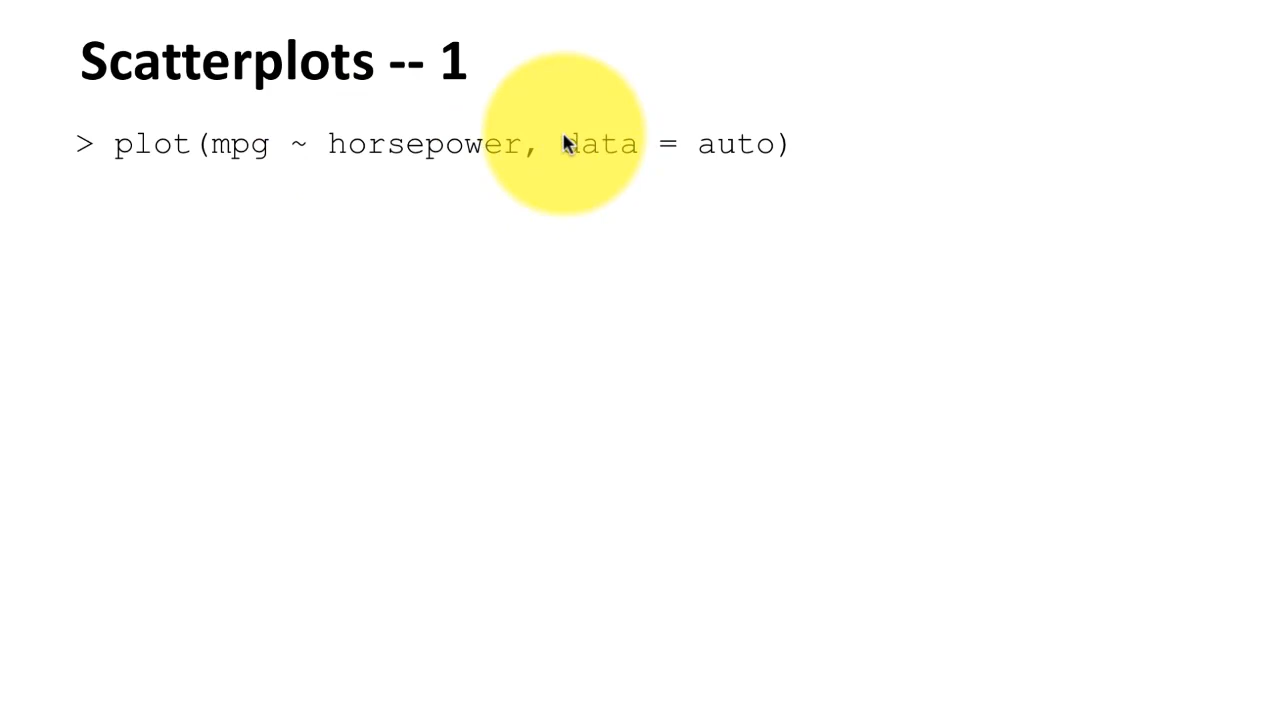 Scatterplots -- 1
> plot(mpg ~ horsepower, data = auto)